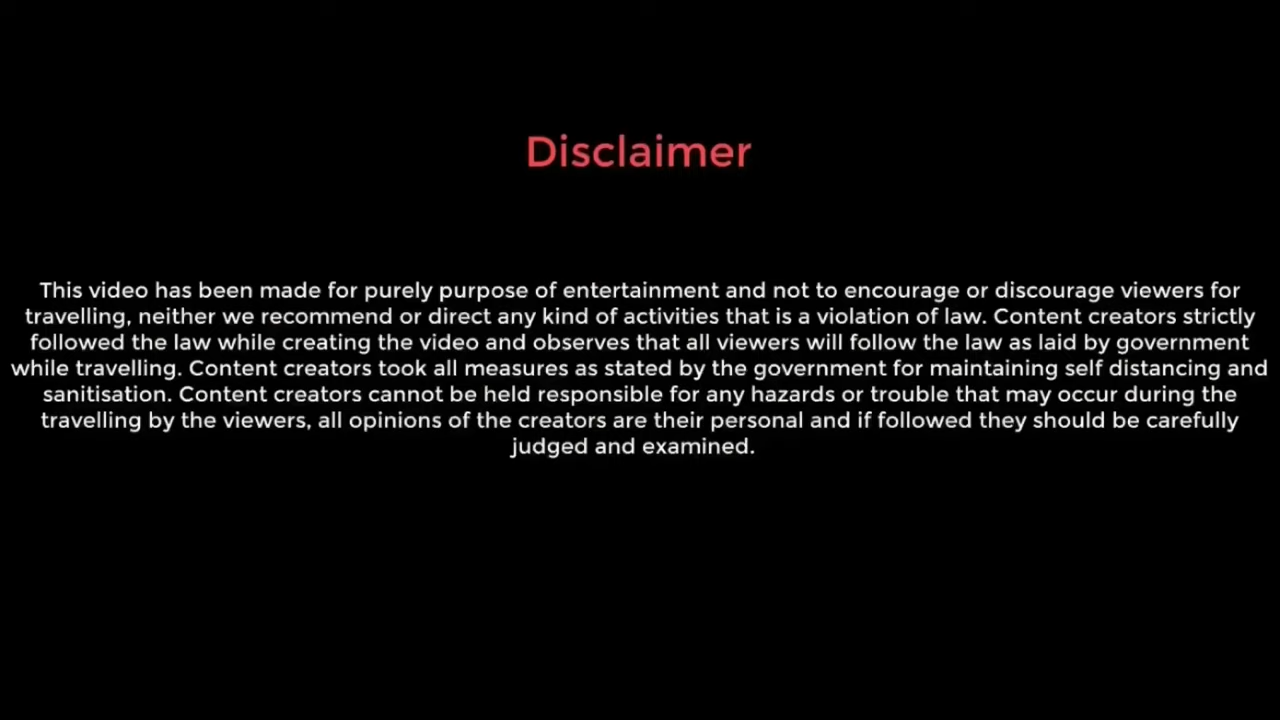 Disclaimer
This video has been made for purely purpose of entertainment and not to encourage or discourage viewers for
travelling, neither we recommend or direct any kind of activities that is a violation of law. Content creators strictly
followed the law while creating the video and observes that all viewers will follow the law as laid by government
while travelling. Content creators took all measures as stated by the government for maintaining self distancing and
sanitisation. Content creators cannot be held responsible for any hazards or trouble that may occur during the
travelling by the viewers, all opinions of the creators are their personal and if followed they should be carefully
judged and examined.